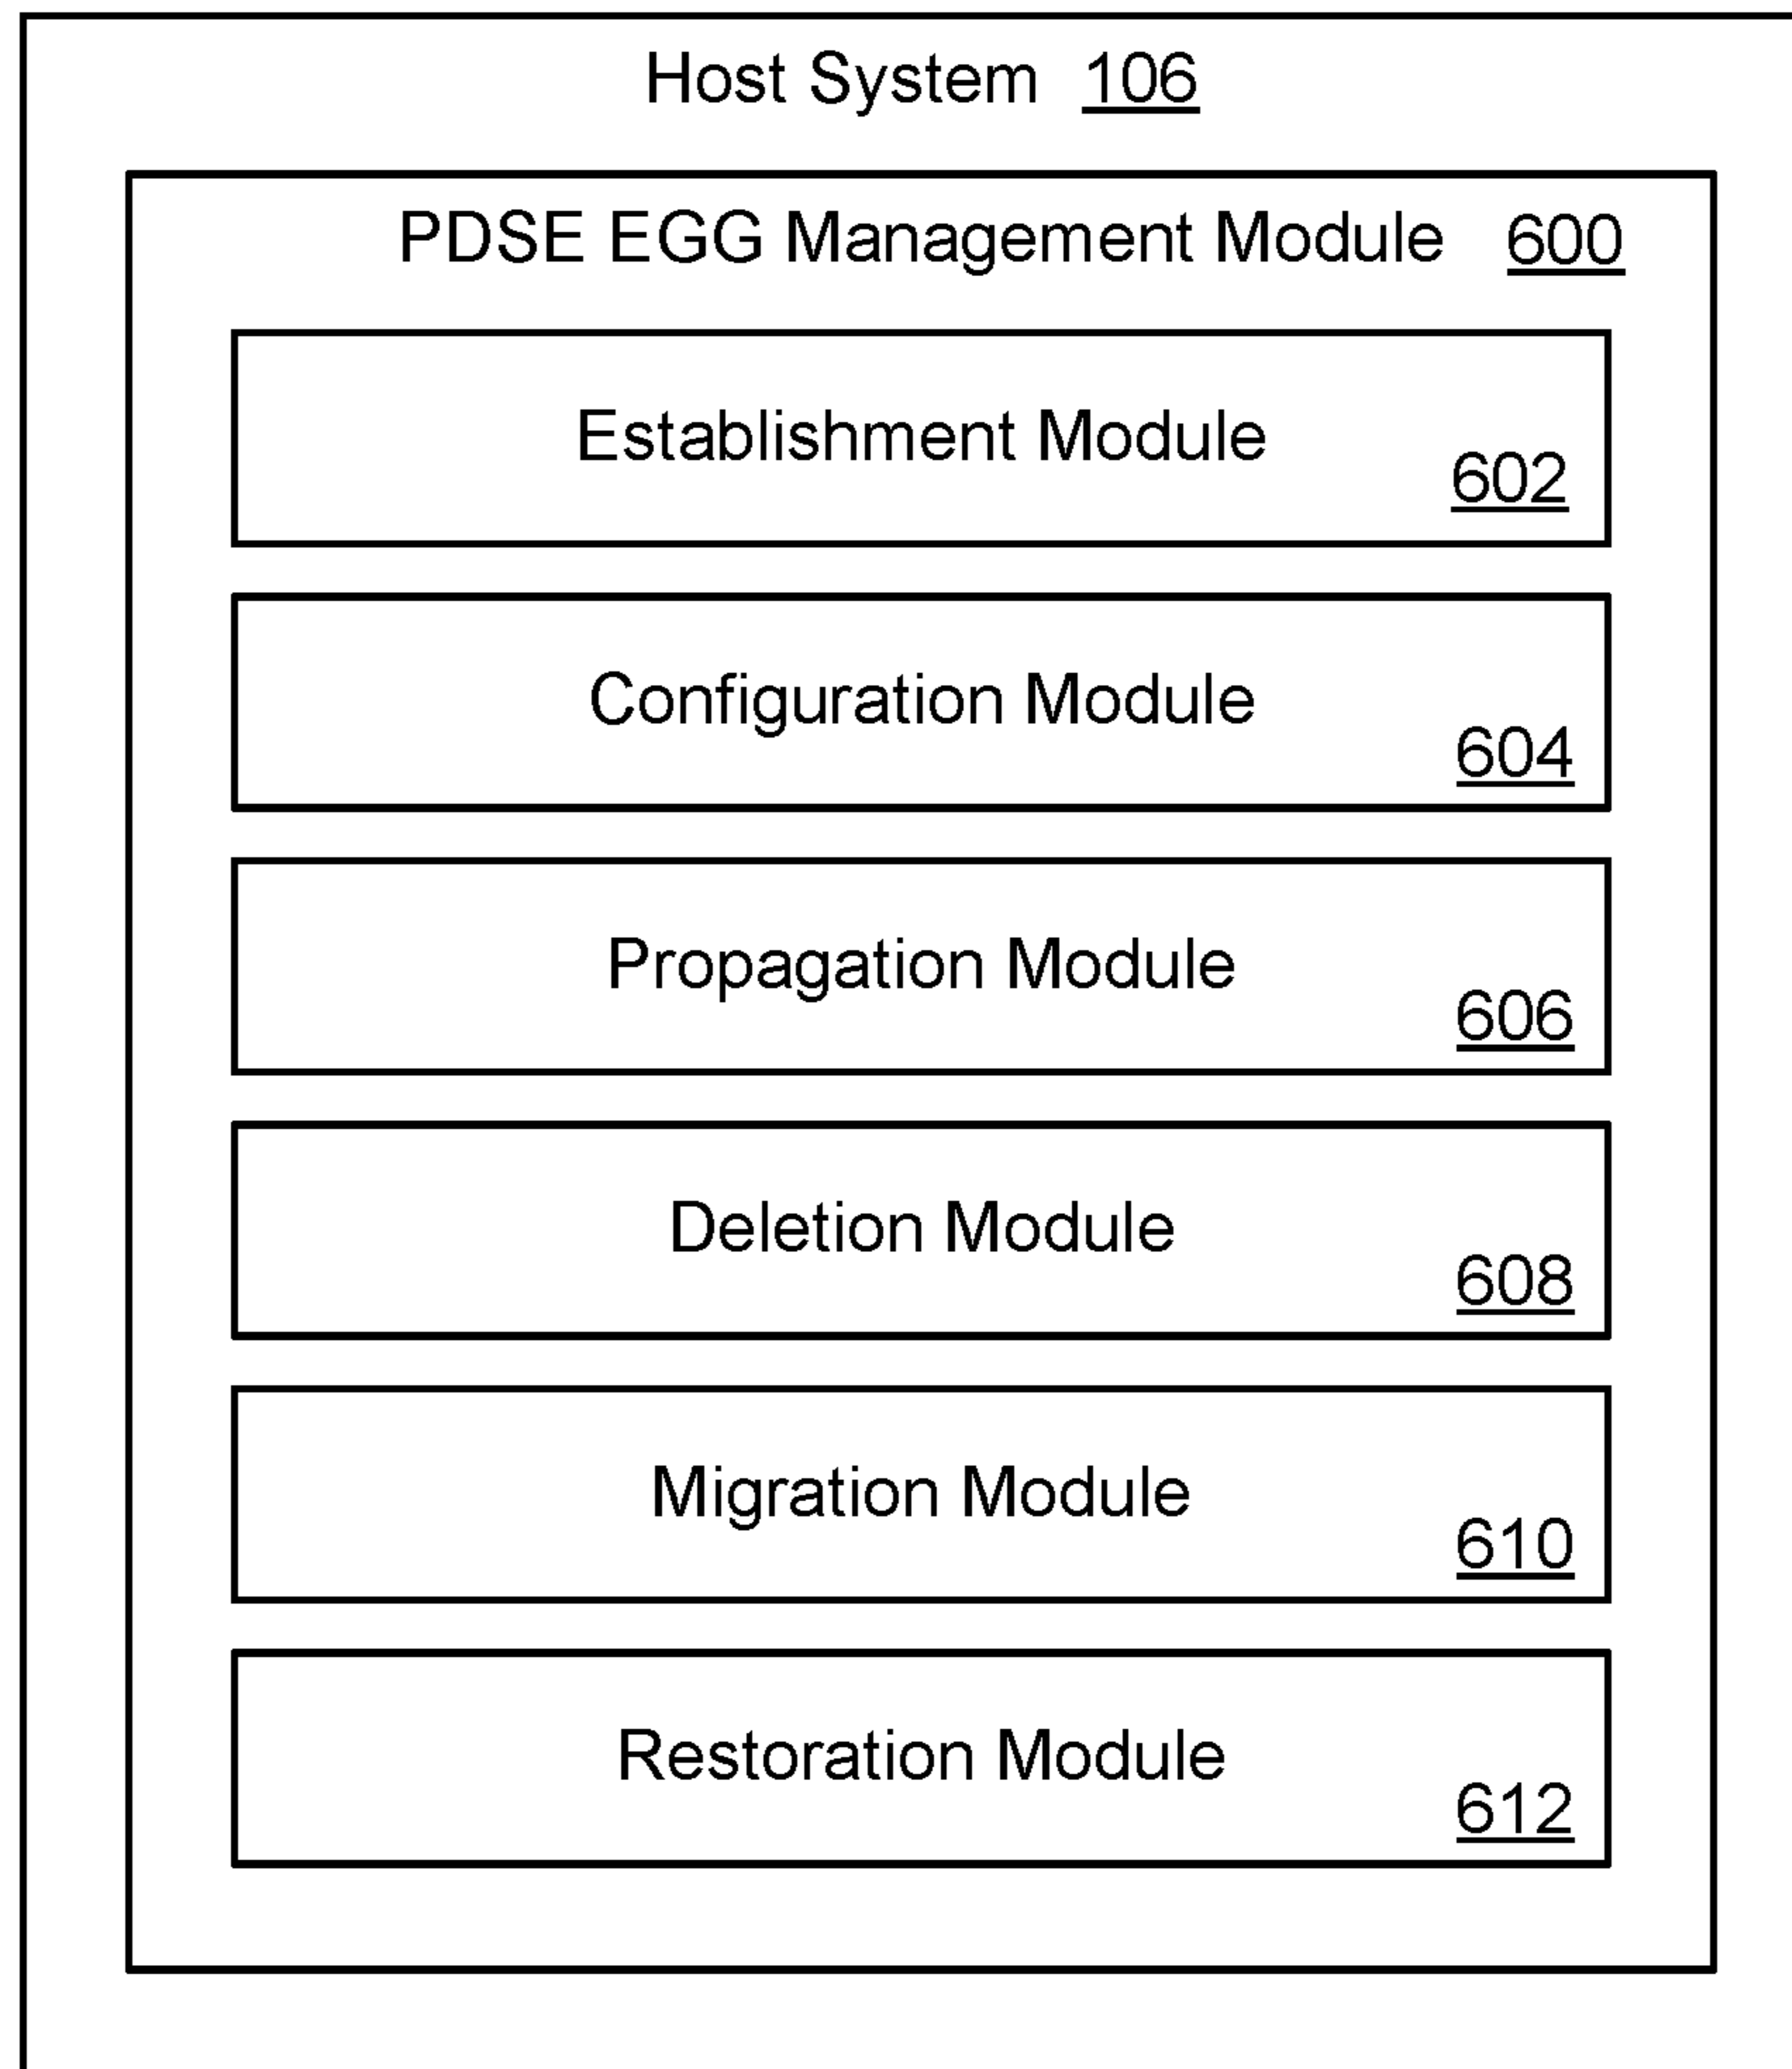 Host System 106
PDSE EGG Management Module 600
Establishment Module
602
Configuration Module
604
Propagation Module
606
Deletion Module
608
Migration Module
610
Restoration Module
612